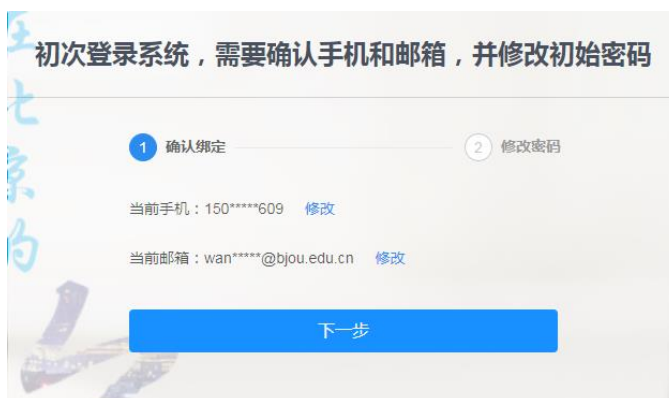 初次登录系统，需要确认手机和邮箱，并修改初始密码
1 确认绑定 2 修改密码
当前手机：150*****609 修改
当前邮箱：wan*****@bjou.edu.cn 修改
下一步